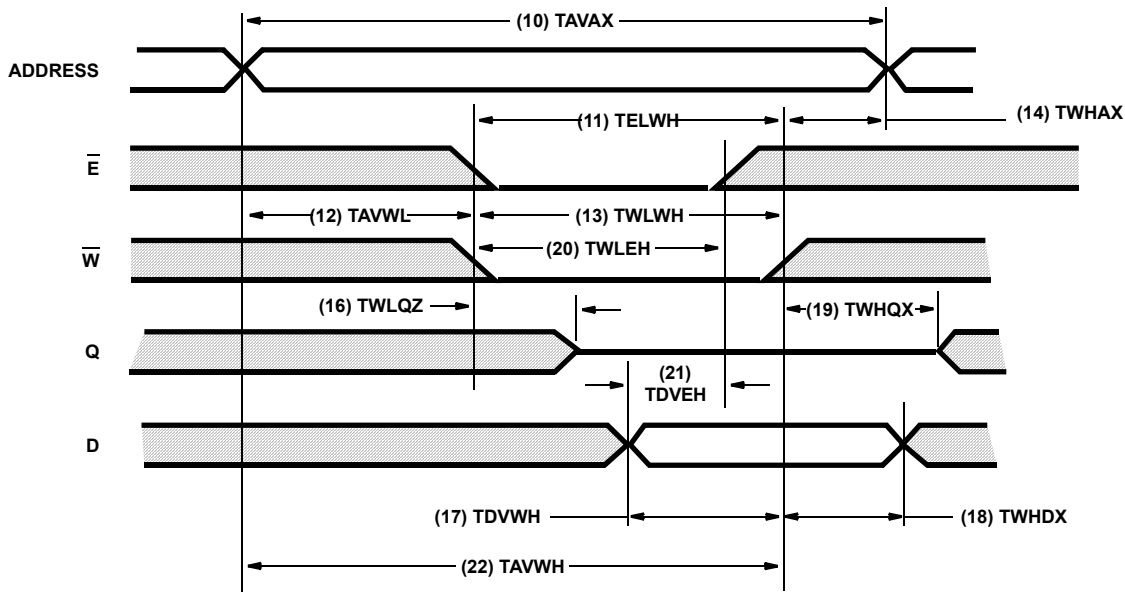 (10) TAVAX
ADDRESS
(11) TELWH
(14) TWHAX
E̅
(12) TAVWL
(13) TWLWH
W̅
(20) TWLEH
(16) TWLQZ
(19) TWHQX
Q
(21)
TDVEH
D
(17) TDVWH
(18) TWHDX
(22) TAVWH